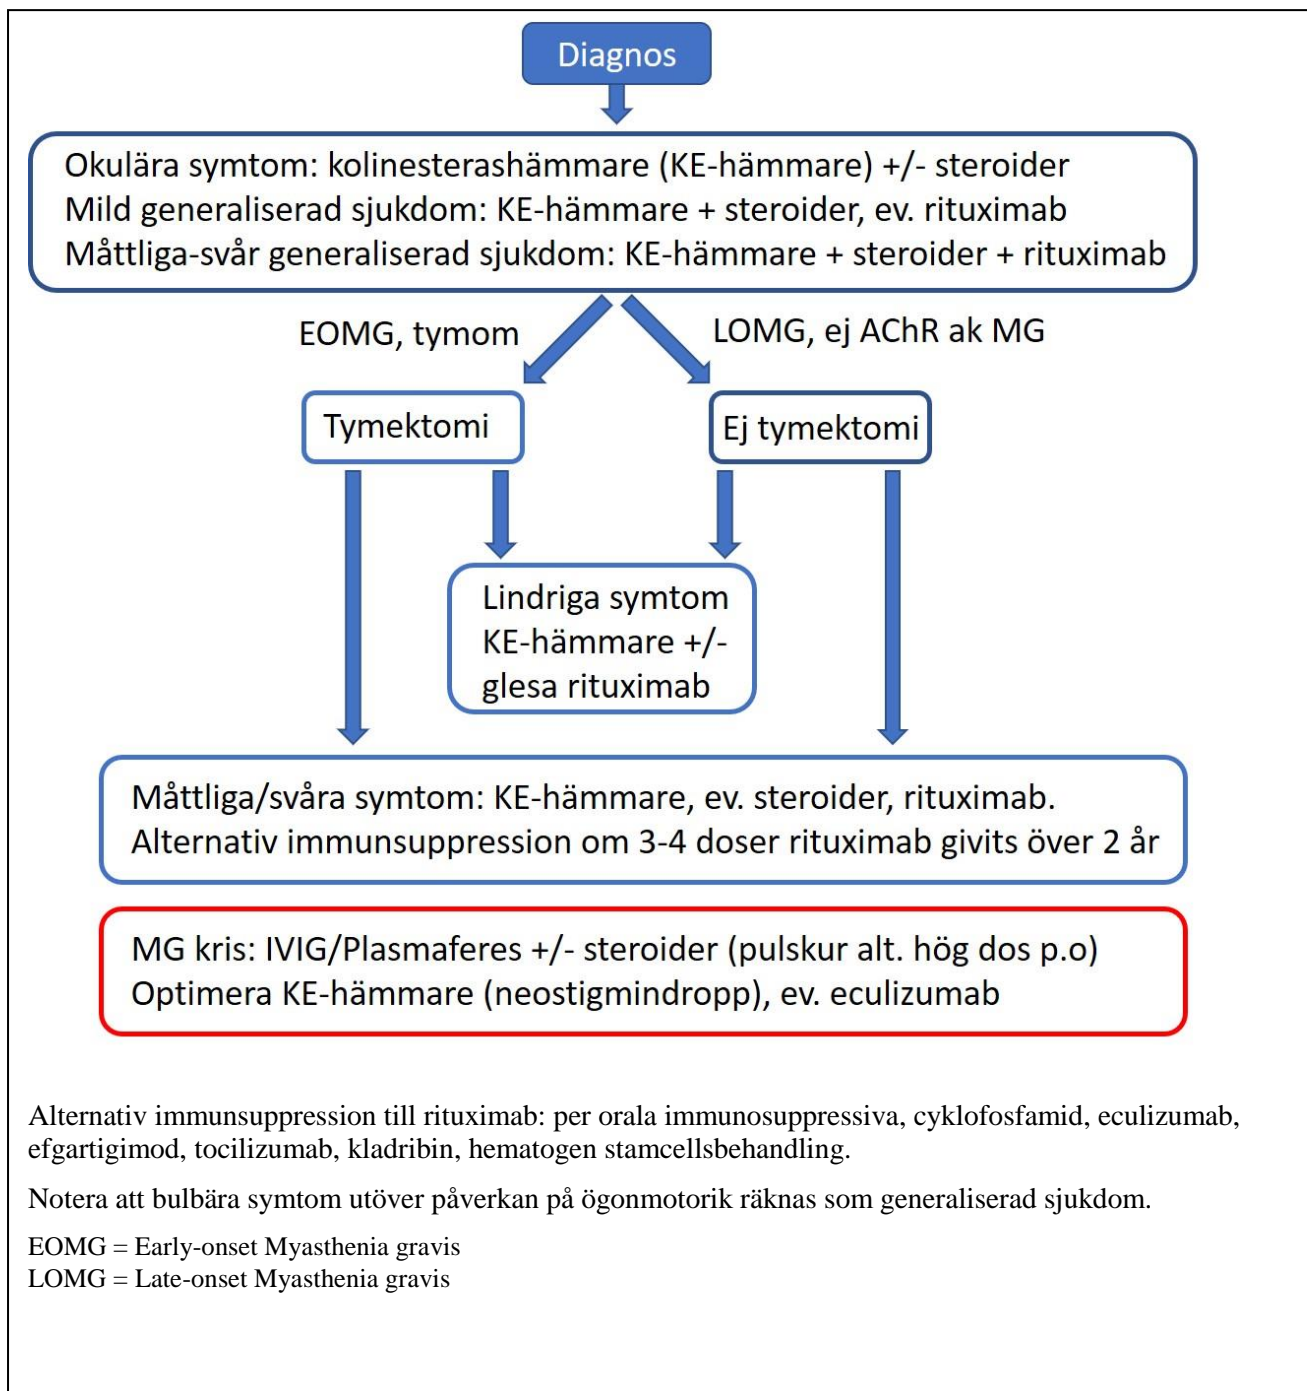 Diagnos
Okulära symtom: kolinesterashämmare (KE-hämmare) +/- steroider
Mild generaliserad sjukdom: KE-hämmare + steroider, ev. rituximab
Måttliga-svår generaliserad sjukdom: KE-hämmare + steroider + rituximab
EOMG, tymom
LOMG, ej AChR ak MG
Tymektomi
Ej tymektomi
Lindriga symtom
KE-hämmare +/-
glesa rituximab
Måttliga/svåra symtom: KE-hämmare, ev. steroider, rituximab.
Alternativ immunsuppression om 3-4 doser rituximab givits över 2 år
MG kris: IVIG/Plasmaferes +/- steroider (pulskur alt. hög dos p.o)
Optimera KE-hämmare (neostigmindropp), ev. eculizumab
Alternativ immunsuppression till rituximab: per orala immunosuppressiva, cyklofosfamid, eculizumab,
efgartigimod, tocilizumab, kladribin, hematogen stamcellsbehandling.
Notera att bulbära symtom utöver påverkan på ögonmotorik räknas som generaliserad sjukdom.
EOMG = Early-onset Myasthenia gravis
LOMG = Late-onset Myasthenia gravis